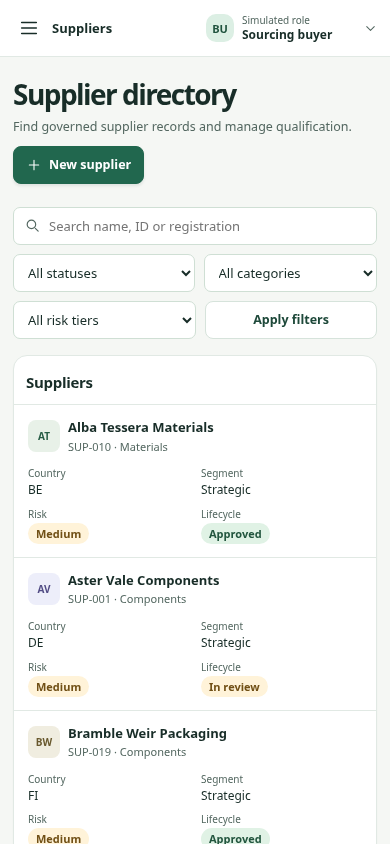 Suppliers
BU
Simulated role
Sourcing buyer
Supplier directory
Find governed supplier records and manage qualification.
New supplier
Search name, ID or registration
All statuses
All categories
All risk tiers
Apply filters
Suppliers
AT
Alba Tessera Materials
SUP-010 · Materials
Country
Segment
BE
Strategic
Risk
Lifecycle
Medium
Approved
AV
Aster Vale Components
SUP-001 · Components
Country
Segment
DE
Strategic
Risk
Lifecycle
Medium
In review
BW
Bramble Weir Packaging
SUP-019 · Components
Country
Segment
FI
Strategic
Risk
Lifecycle
Medium
Approved